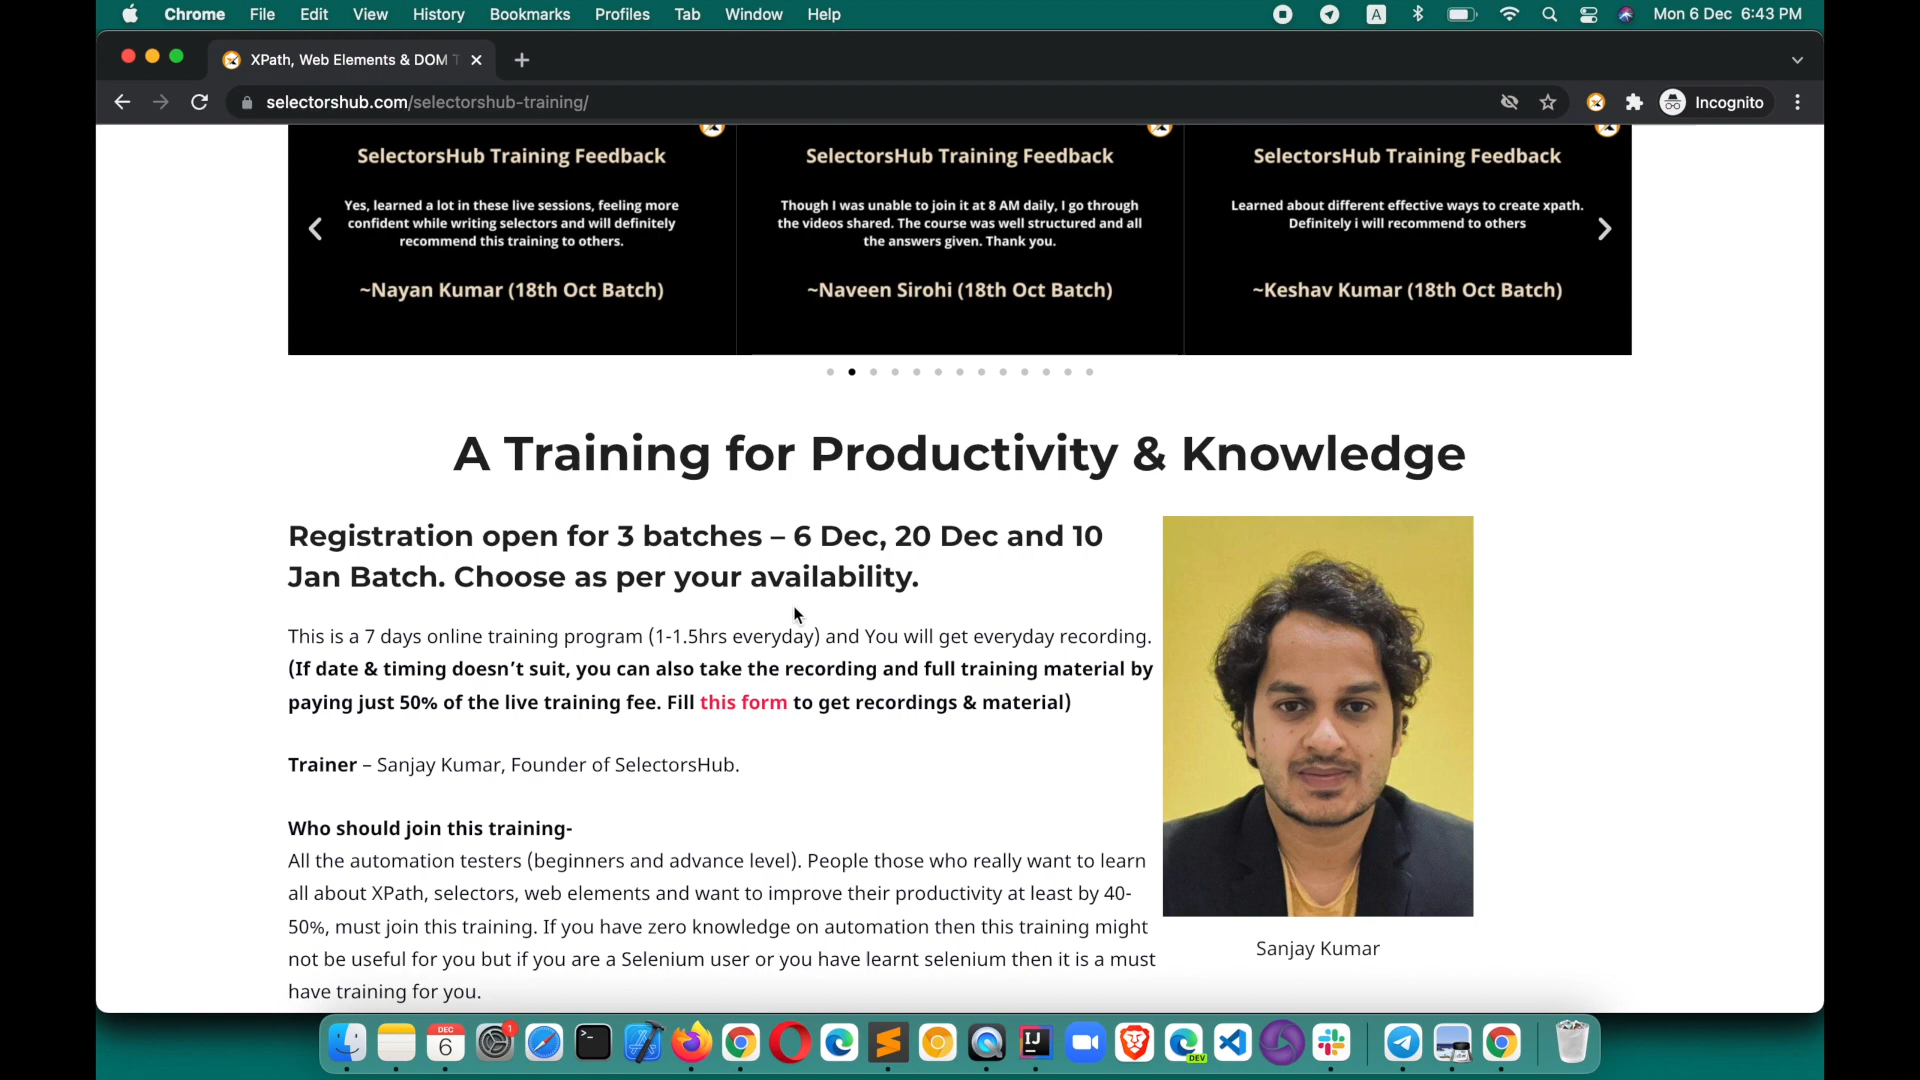 Chrome File Edit View History Bookmarks Profiles Tab Window Help
A
Mon 6 Dec 6:43 PM
XPath, Web Elements & DOM
selectorshub.com/selectorshub-training/
Incognito
SelectorsHub Training Feedback
Yes, learned a lot in these live sessions, feeling more
confident while writing selectors and will definitely
recommend this training to others.
~Nayan Kumar (18th Oct Batch)
SelectorsHub Training Feedback
Though I was unable to join it at 8 AM daily, I go through
the videos shared. The course was well structured and all
the answers given. Thank you.
~Naveen Sirohi (18th Oct Batch)
SelectorsHub Training Feedback
Learned about different effective ways to create xpath.
Definitely i will recommend to others
~Keshav Kumar (18th Oct Batch)
A Training for Productivity & Knowledge
Registration open for 3 batches – 6 Dec, 20 Dec and 10
Jan Batch. Choose as per your availability.
This is a 7 days online training program (1-1.5hrs everyday) and You will get everyday recording.
(If date & timing doesn’t suit, you can also take the recording and full training material by
paying just 50% of the live training fee. Fill this form to get recordings & material)
Trainer – Sanjay Kumar, Founder of SelectorsHub.
Who should join this training-
All the automation testers (beginners and advance level). People those who really want to learn
all about XPath, selectors, web elements and want to improve their productivity at least by 40-
50%, must join this training. If you have zero knowledge on automation then this training might
not be useful for you but if you are a Selenium user or you have learnt selenium then it is a must
have training for you.
Sanjay Kumar
DEC
6
1
IJ
DEV